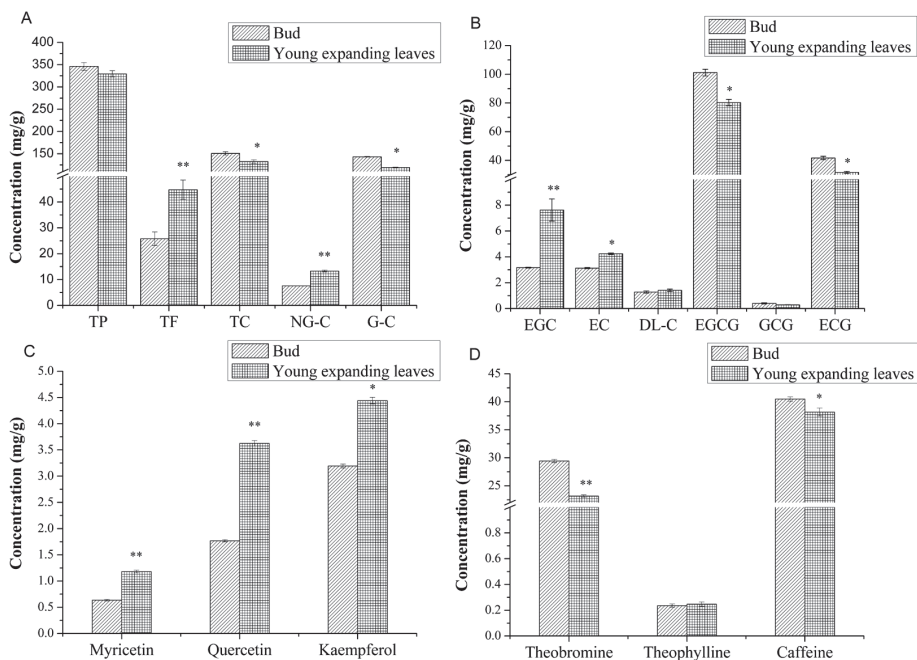 A
Bud
Young expanding leaves
Concentration (mg/g)
400
350
300
250
200
150
100
50
40
30
20
10
0
** * ** *
TP TF TC NG-C G-C
B
Bud
Young expanding leaves
Concentration (mg/g)
120
100
80
60
40
8
6
4
2
0
** * * *
EGC EC DL-C EGCG GCG ECG
C
Bud
Young expanding leaves
Concentration (mg/g)
5.0
4.5
4.0
3.5
3.0
2.5
2.0
1.5
1.0
0.5
0.0
** ** *
Myricetin Quercetin Kaempferol
D
Bud
Young expanding leaves
Concentration (mg/g)
45
40
35
30
25
0.8
0.6
0.4
0.2
0.0
** *
Theobromine Theophylline Caffeine